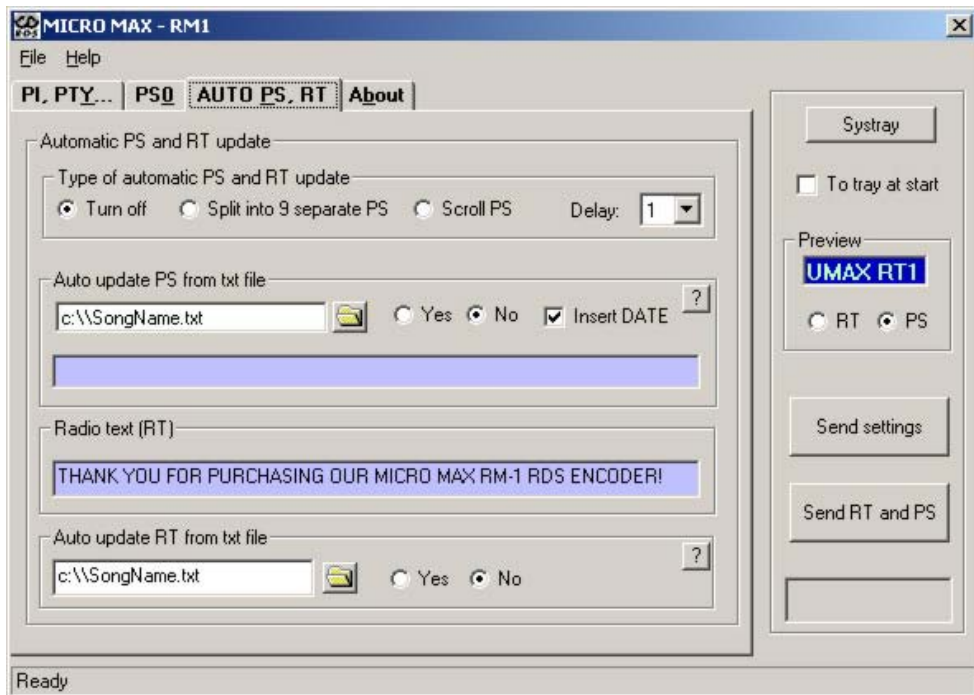 MICRO MAX - RM1
File Help
PI, PTY... PS0 AUTO PS, RT About
Automatic PS and RT update
Type of automatic PS and RT update
Turn off Split into 9 separate PS Scroll PS Delay: 1
Auto update PS from txt file
c:\\SongName.txt Yes No Insert DATE ?
Radio text (RT)
THANK YOU FOR PURCHASING OUR MICRO MAX RM-1 RDS ENCODER!
Auto update RT from txt file
c:\\SongName.txt Yes No ?
Systray
To tray at start
Preview
UMAX RT1
RT PS
Send settings
Send RT and PS
Ready